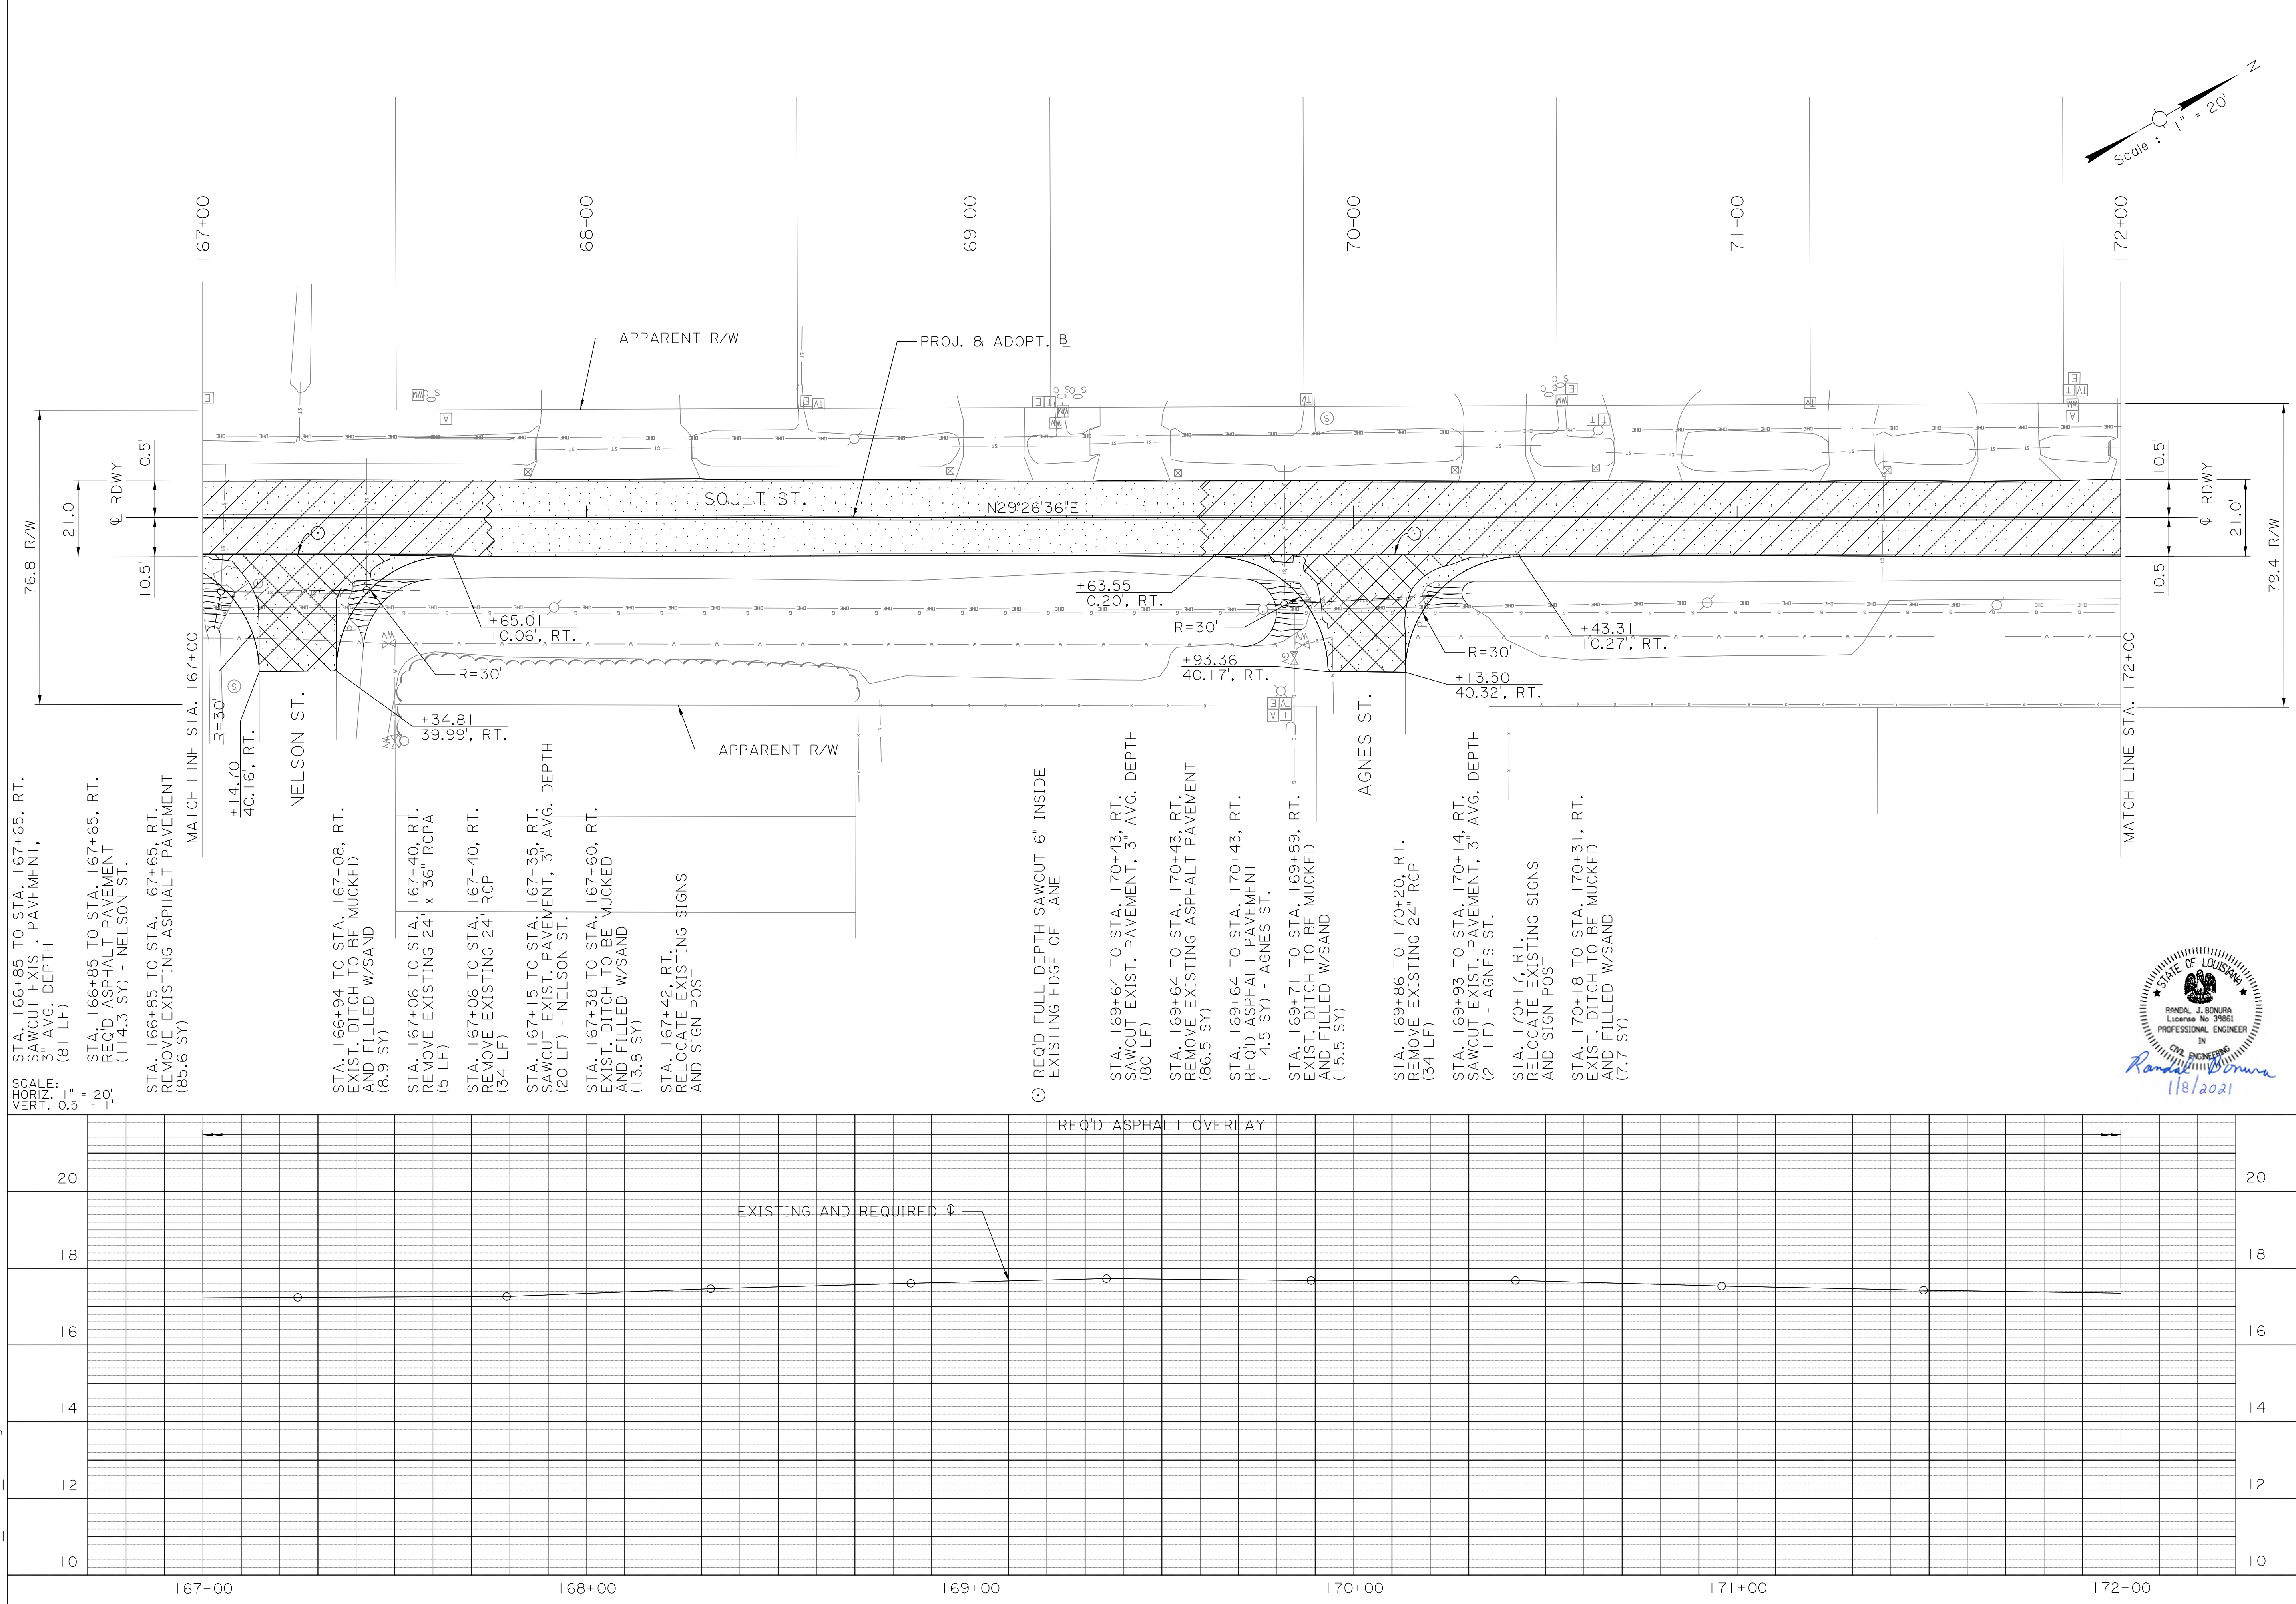 N
Scale : 1" = 20'
167+00
168+00
169+00
170+00
171+00
172+00
APPARENT R/W
PROJ. & ADOPT. B̵L
76.8' R/W
21.0'
℄ RDWY
10.5'
10.5'
SOULT ST.
N29°26'36"E
10.5'
10.5'
℄ RDWY
21.0'
79.4' R/W
+65.01
10.06', RT.
R=30'
R=30'
+34.81
39.99', RT.
+14.70
40.16', RT.
NELSON ST.
MATCH LINE STA. 167+00
APPARENT R/W
+63.55
10.20', RT.
R=30'
+93.36
40.17', RT.
+43.31
10.27', RT.
R=30'
+13.50
40.32', RT.
AGNES ST.
MATCH LINE STA. 172+00
STA. 166+85 TO STA. 167+65, RT.
SAWCUT EXIST. PAVEMENT,
3" AVG. DEPTH
(81 LF)
STA. 166+85 TO STA. 167+65, RT.
REQ'D ASPHALT PAVEMENT
(114.3 SY) - NELSON ST.
STA. 166+85 TO STA. 167+65, RT.
REMOVE EXISTING ASPHALT PAVEMENT
(85.6 SY)
STA. 166+94 TO STA. 167+08, RT.
EXIST. DITCH TO BE MUCKED
AND FILLED W/SAND
(8.9 SY)
STA. 167+06 TO STA. 167+40, RT.
REMOVE EXISTING 24" x 36" RCPA
(5 LF)
STA. 167+06 TO STA. 167+40, RT.
REMOVE EXISTING 24" RCP
(34 LF)
STA. 167+15 TO STA. 167+35, RT.
SAWCUT EXIST. PAVEMENT, 3" AVG. DEPTH
(20 LF) - NELSON ST.
STA. 167+38 TO STA. 167+60, RT.
EXIST. DITCH TO BE MUCKED
AND FILLED W/SAND
(13.8 SY)
STA. 167+42, RT.
RELOCATE EXISTING SIGNS
AND SIGN POST
REQ'D FULL DEPTH SAWCUT 6" INSIDE
EXISTING EDGE OF LANE
STA. 169+64 TO STA. 170+43, RT.
SAWCUT EXIST. PAVEMENT, 3" AVG. DEPTH
(80 LF)
STA. 169+64 TO STA. 170+43, RT.
REMOVE EXISTING ASPHALT PAVEMENT
(86.5 SY)
STA. 169+64 TO STA. 170+43, RT.
REQ'D ASPHALT PAVEMENT
(114.5 SY) - AGNES ST.
STA. 169+71 TO STA. 169+89, RT.
EXIST. DITCH TO BE MUCKED
AND FILLED W/SAND
(15.5 SY)
STA. 169+86 TO 170+20, RT.
REMOVE EXISTING 24" RCP
(34 LF)
STA. 169+93 TO STA. 170+14, RT.
SAWCUT EXIST. PAVEMENT, 3" AVG. DEPTH
(21 LF) - AGNES ST.
STA. 170+17, RT.
RELOCATE EXISTING SIGNS
AND SIGN POST
STA. 170+18 TO STA. 170+31, RT.
EXIST. DITCH TO BE MUCKED
AND FILLED W/SAND
(7.7 SY)
STATE OF LOUISIANA
RANDAL J. BONURA
License No 39861
PROFESSIONAL ENGINEER
IN
CIVIL ENGINEERING
Randal Bonura
1/8/2021
SCALE:
HORIZ. 1" = 20'
VERT. 0.5" = 1'
REQ'D ASPHALT OVERLAY
EXISTING AND REQUIRED ℄
20 20
18 18
16 16
14 14
12 12
10 10
167+00 168+00 169+00 170+00 171+00 172+00